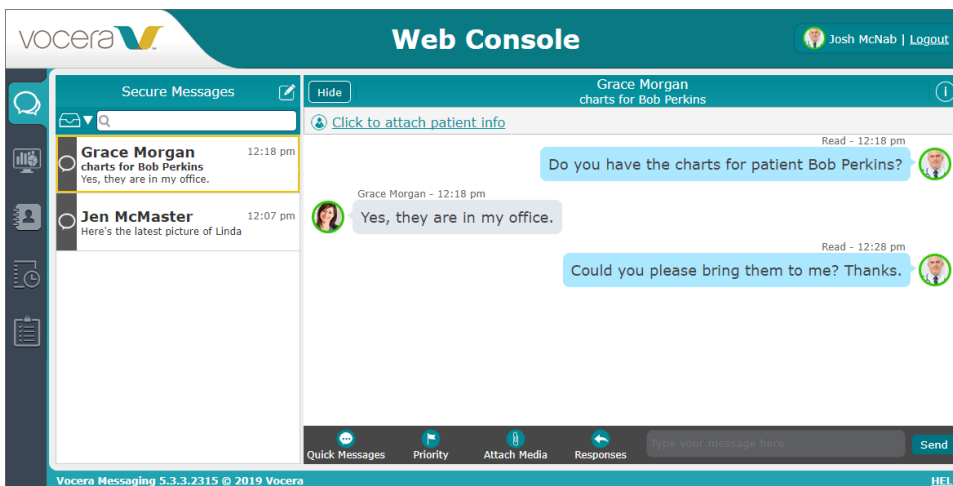 vocera
Web Console
Josh McNab | Logout
Secure Messages
Hide
Grace Morgan
charts for Bob Perkins
Click to attach patient info
Grace Morgan
12:18 pm
charts for Bob Perkins
Yes, they are in my office.
Jen McMaster
12:07 pm
Here's the latest picture of Linda
Read - 12:18 pm
Do you have the charts for patient Bob Perkins?
Grace Morgan - 12:18 pm
Yes, they are in my office.
Read - 12:28 pm
Could you please bring them to me? Thanks.
Quick Messages
Priority
Attach Media
Responses
Type your message here
Send
Vocera Messaging 5.3.3.2315 © 2019 Vocera
HEL